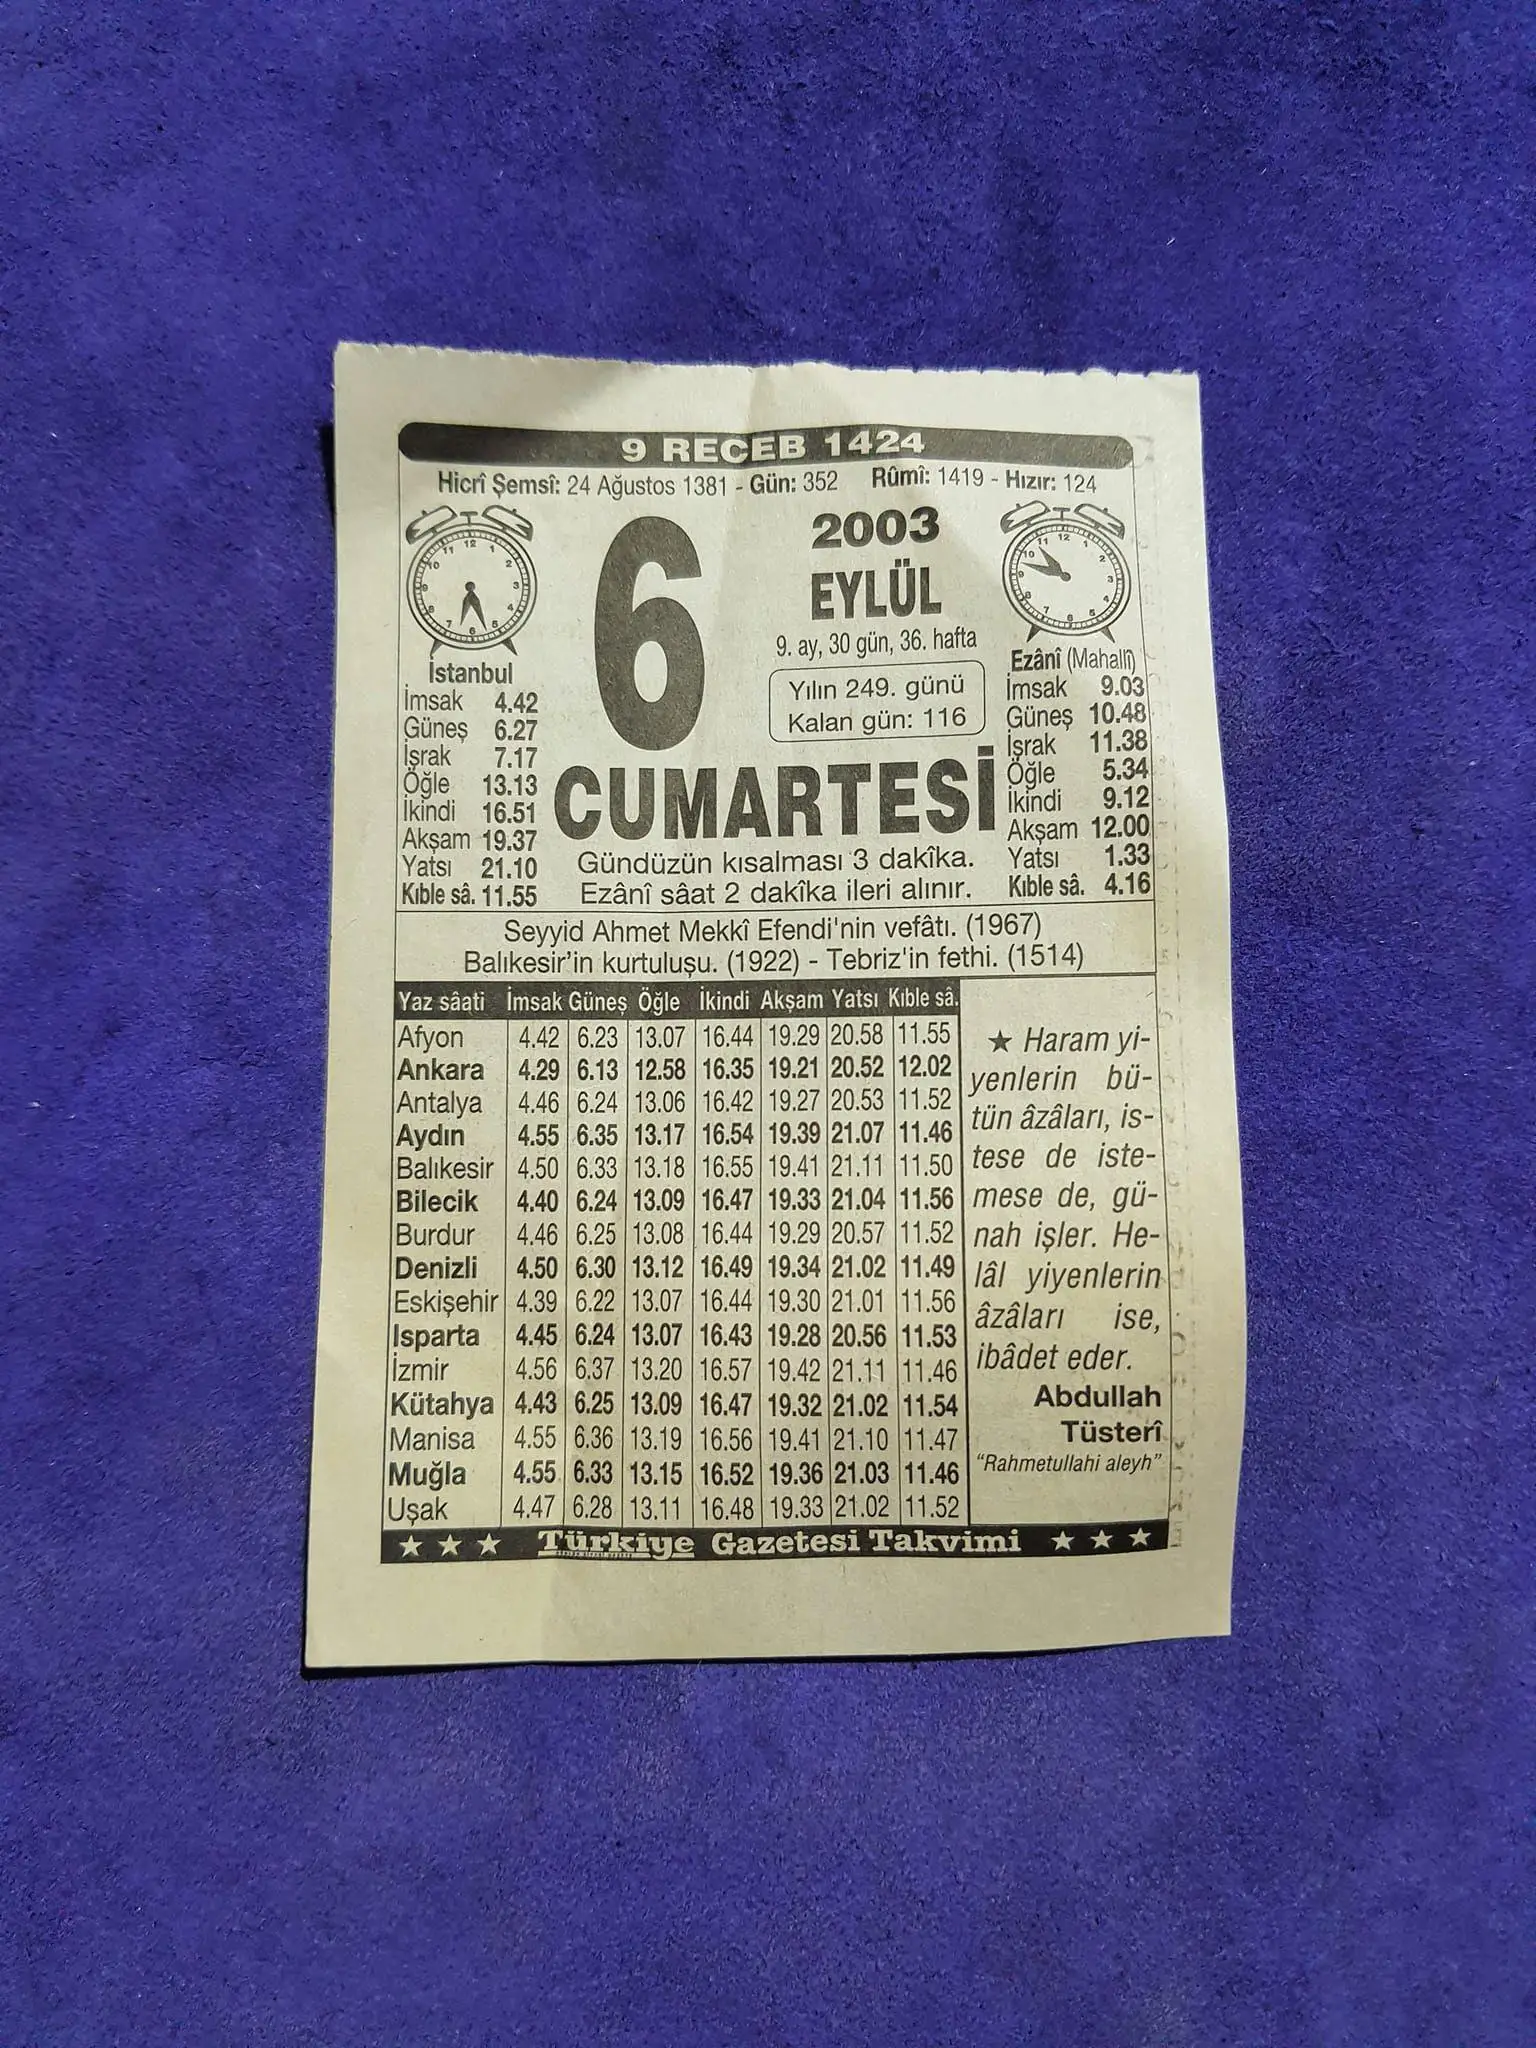 9 RECEB 1424
Hicrî Şemsî: 24 Ağustos 1381 - Gün: 352 Rûmî: 1419 - Hızır: 124
6
2003
EYLÜL
9. ay, 30 gün, 36. hafta
Yılın 249. günü
Kalan gün: 116
CUMARTESİ
Gündüzün kısalması 3 dakîka.
Ezânî sâat 2 dakîka ileri alınır.
İstanbul
İmsak 4.42
Güneş 6.27
İşrak 7.17
Öğle 13.13
İkindi 16.51
Akşam 19.37
Yatsı 21.10
Kıble sâ. 11.55
Ezânî (Mahallî)
İmsak 9.03
Güneş 10.48
İşrak 11.38
Öğle 5.34
İkindi 9.12
Akşam 12.00
Yatsı 1.33
Kıble sâ. 4.16
Seyyid Ahmet Mekkî Efendi'nin vefâtı. (1967)
Balıkesir'in kurtuluşu. (1922) - Tebriz'in fethi. (1514)
Yaz sâati İmsak Güneş Öğle İkindi Akşam Yatsı Kıble sâ.
Afyon 4.42 6.23 13.07 16.44 19.29 20.58 11.55
Ankara 4.29 6.13 12.58 16.35 19.21 20.52 12.02
Antalya 4.46 6.24 13.06 16.42 19.27 20.53 11.52
Aydın 4.55 6.35 13.17 16.54 19.39 21.07 11.46
Balıkesir 4.50 6.33 13.18 16.55 19.41 21.11 11.50
Bilecik 4.40 6.24 13.09 16.47 19.33 21.04 11.56
Burdur 4.46 6.25 13.08 16.44 19.29 20.57 11.52
Denizli 4.50 6.30 13.12 16.49 19.34 21.02 11.49
Eskişehir 4.39 6.22 13.07 16.44 19.30 21.01 11.56
Isparta 4.45 6.24 13.07 16.43 19.28 20.56 11.53
İzmir 4.56 6.37 13.20 16.57 19.42 21.11 11.46
Kütahya 4.43 6.25 13.09 16.47 19.32 21.02 11.54
Manisa 4.55 6.36 13.19 16.56 19.41 21.10 11.47
Muğla 4.55 6.33 13.15 16.52 19.36 21.03 11.46
Uşak 4.47 6.28 13.11 16.48 19.33 21.02 11.52
★ Haram yi-
yenlerin bü-
tün âzâları, is-
tese de iste-
mese de, gü-
nah işler. He-
lâl yiyenlerin
âzâları ise,
ibâdet eder.
Abdullah
Tüsterî
“Rahmetullahi aleyh”
★ ★ ★ Türkiye Gazetesi Takvimi ★ ★ ★